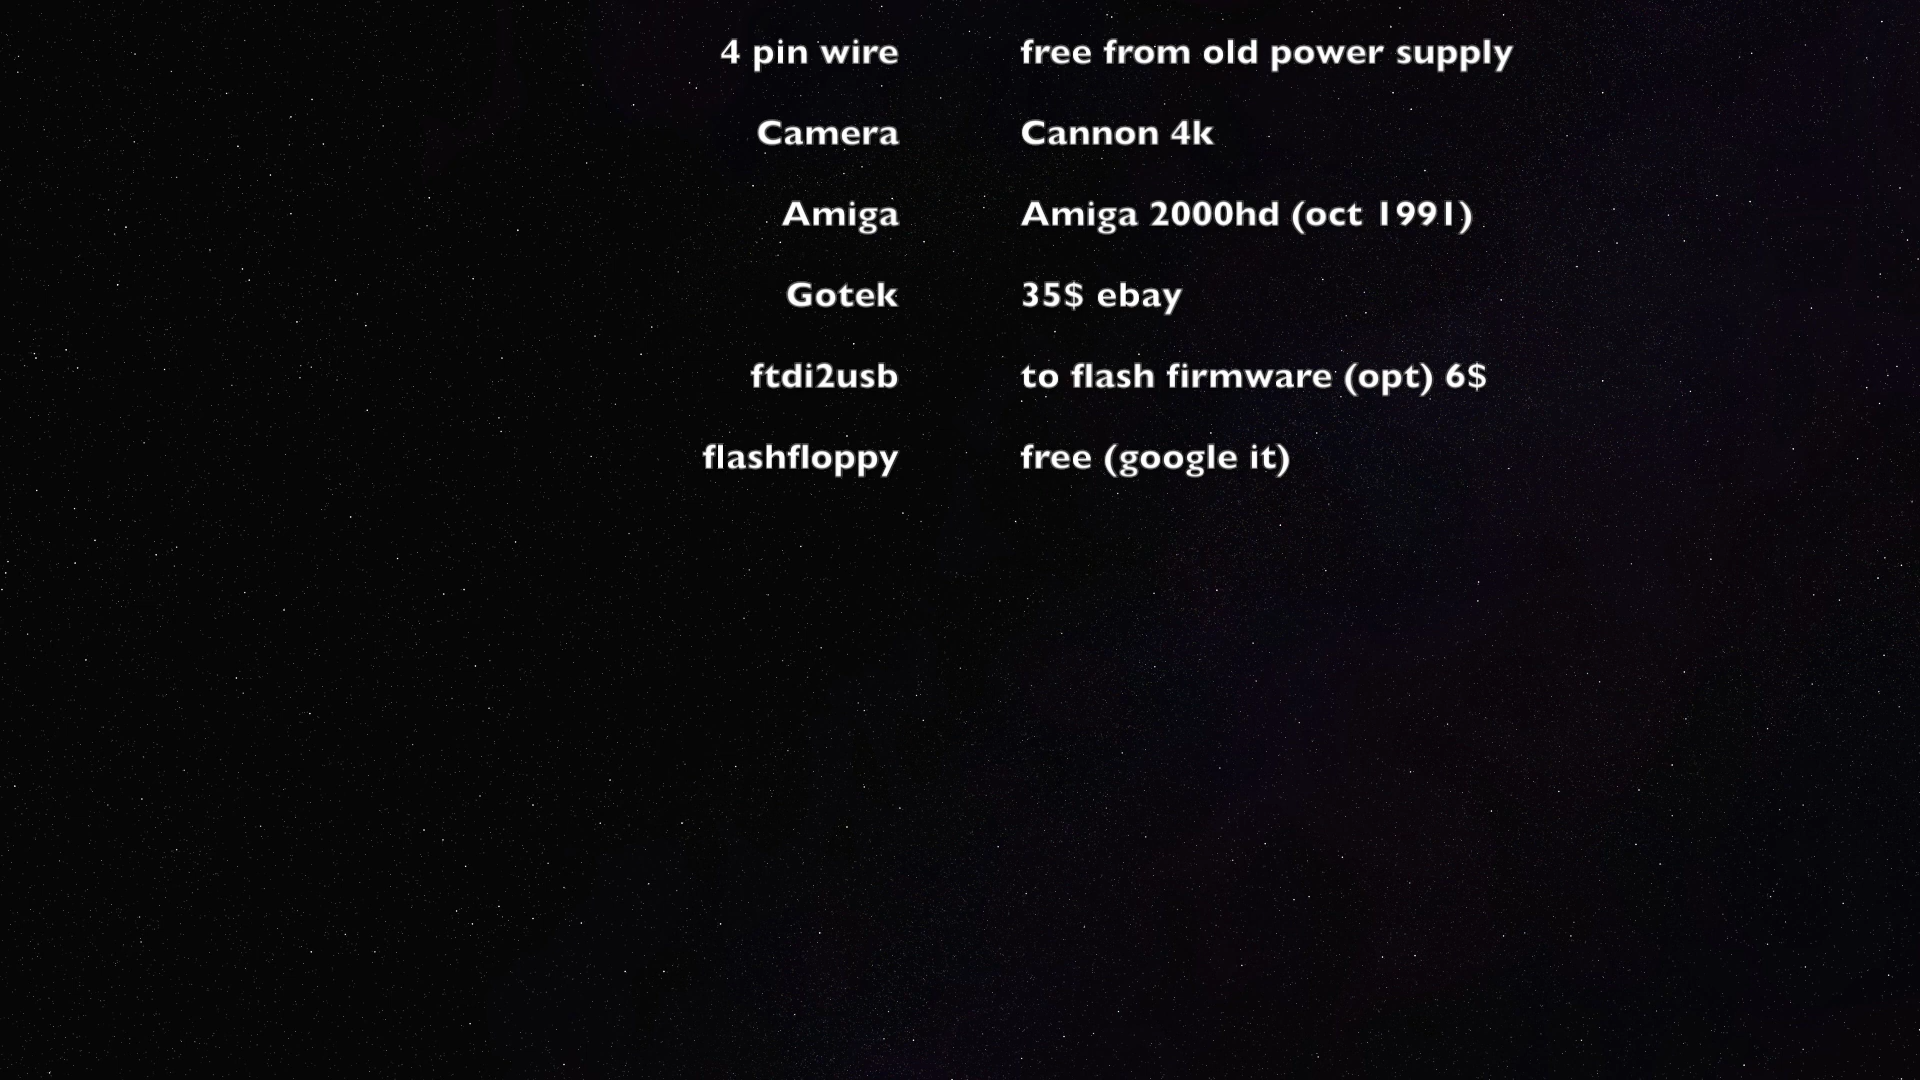 4 pin wire free from old power supply
Camera Cannon 4k
Amiga Amiga 2000hd (oct 1991)
Gotek 35$ ebay
ftdi2usb to flash firmware (opt) 6$
flashfloppy free (google it)